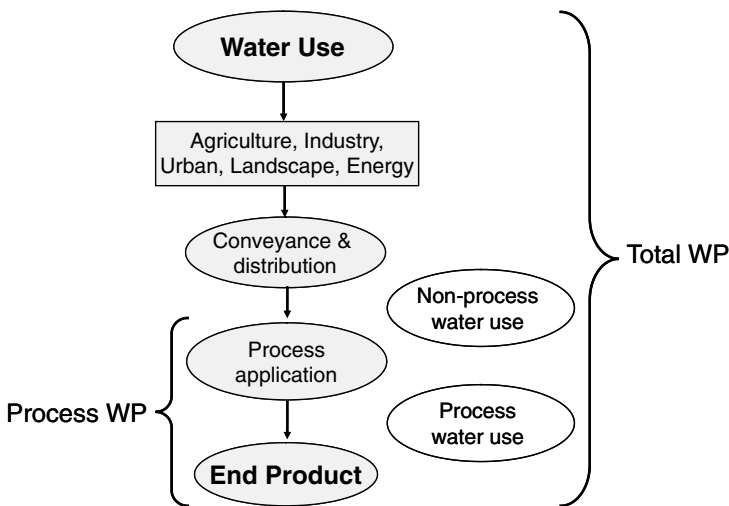 Water Use
Agriculture, Industry,
Urban, Landscape, Energy
Conveyance &
distribution
Total WP
Non-process
water use
Process
application
Process WP
Process
water use
End Product